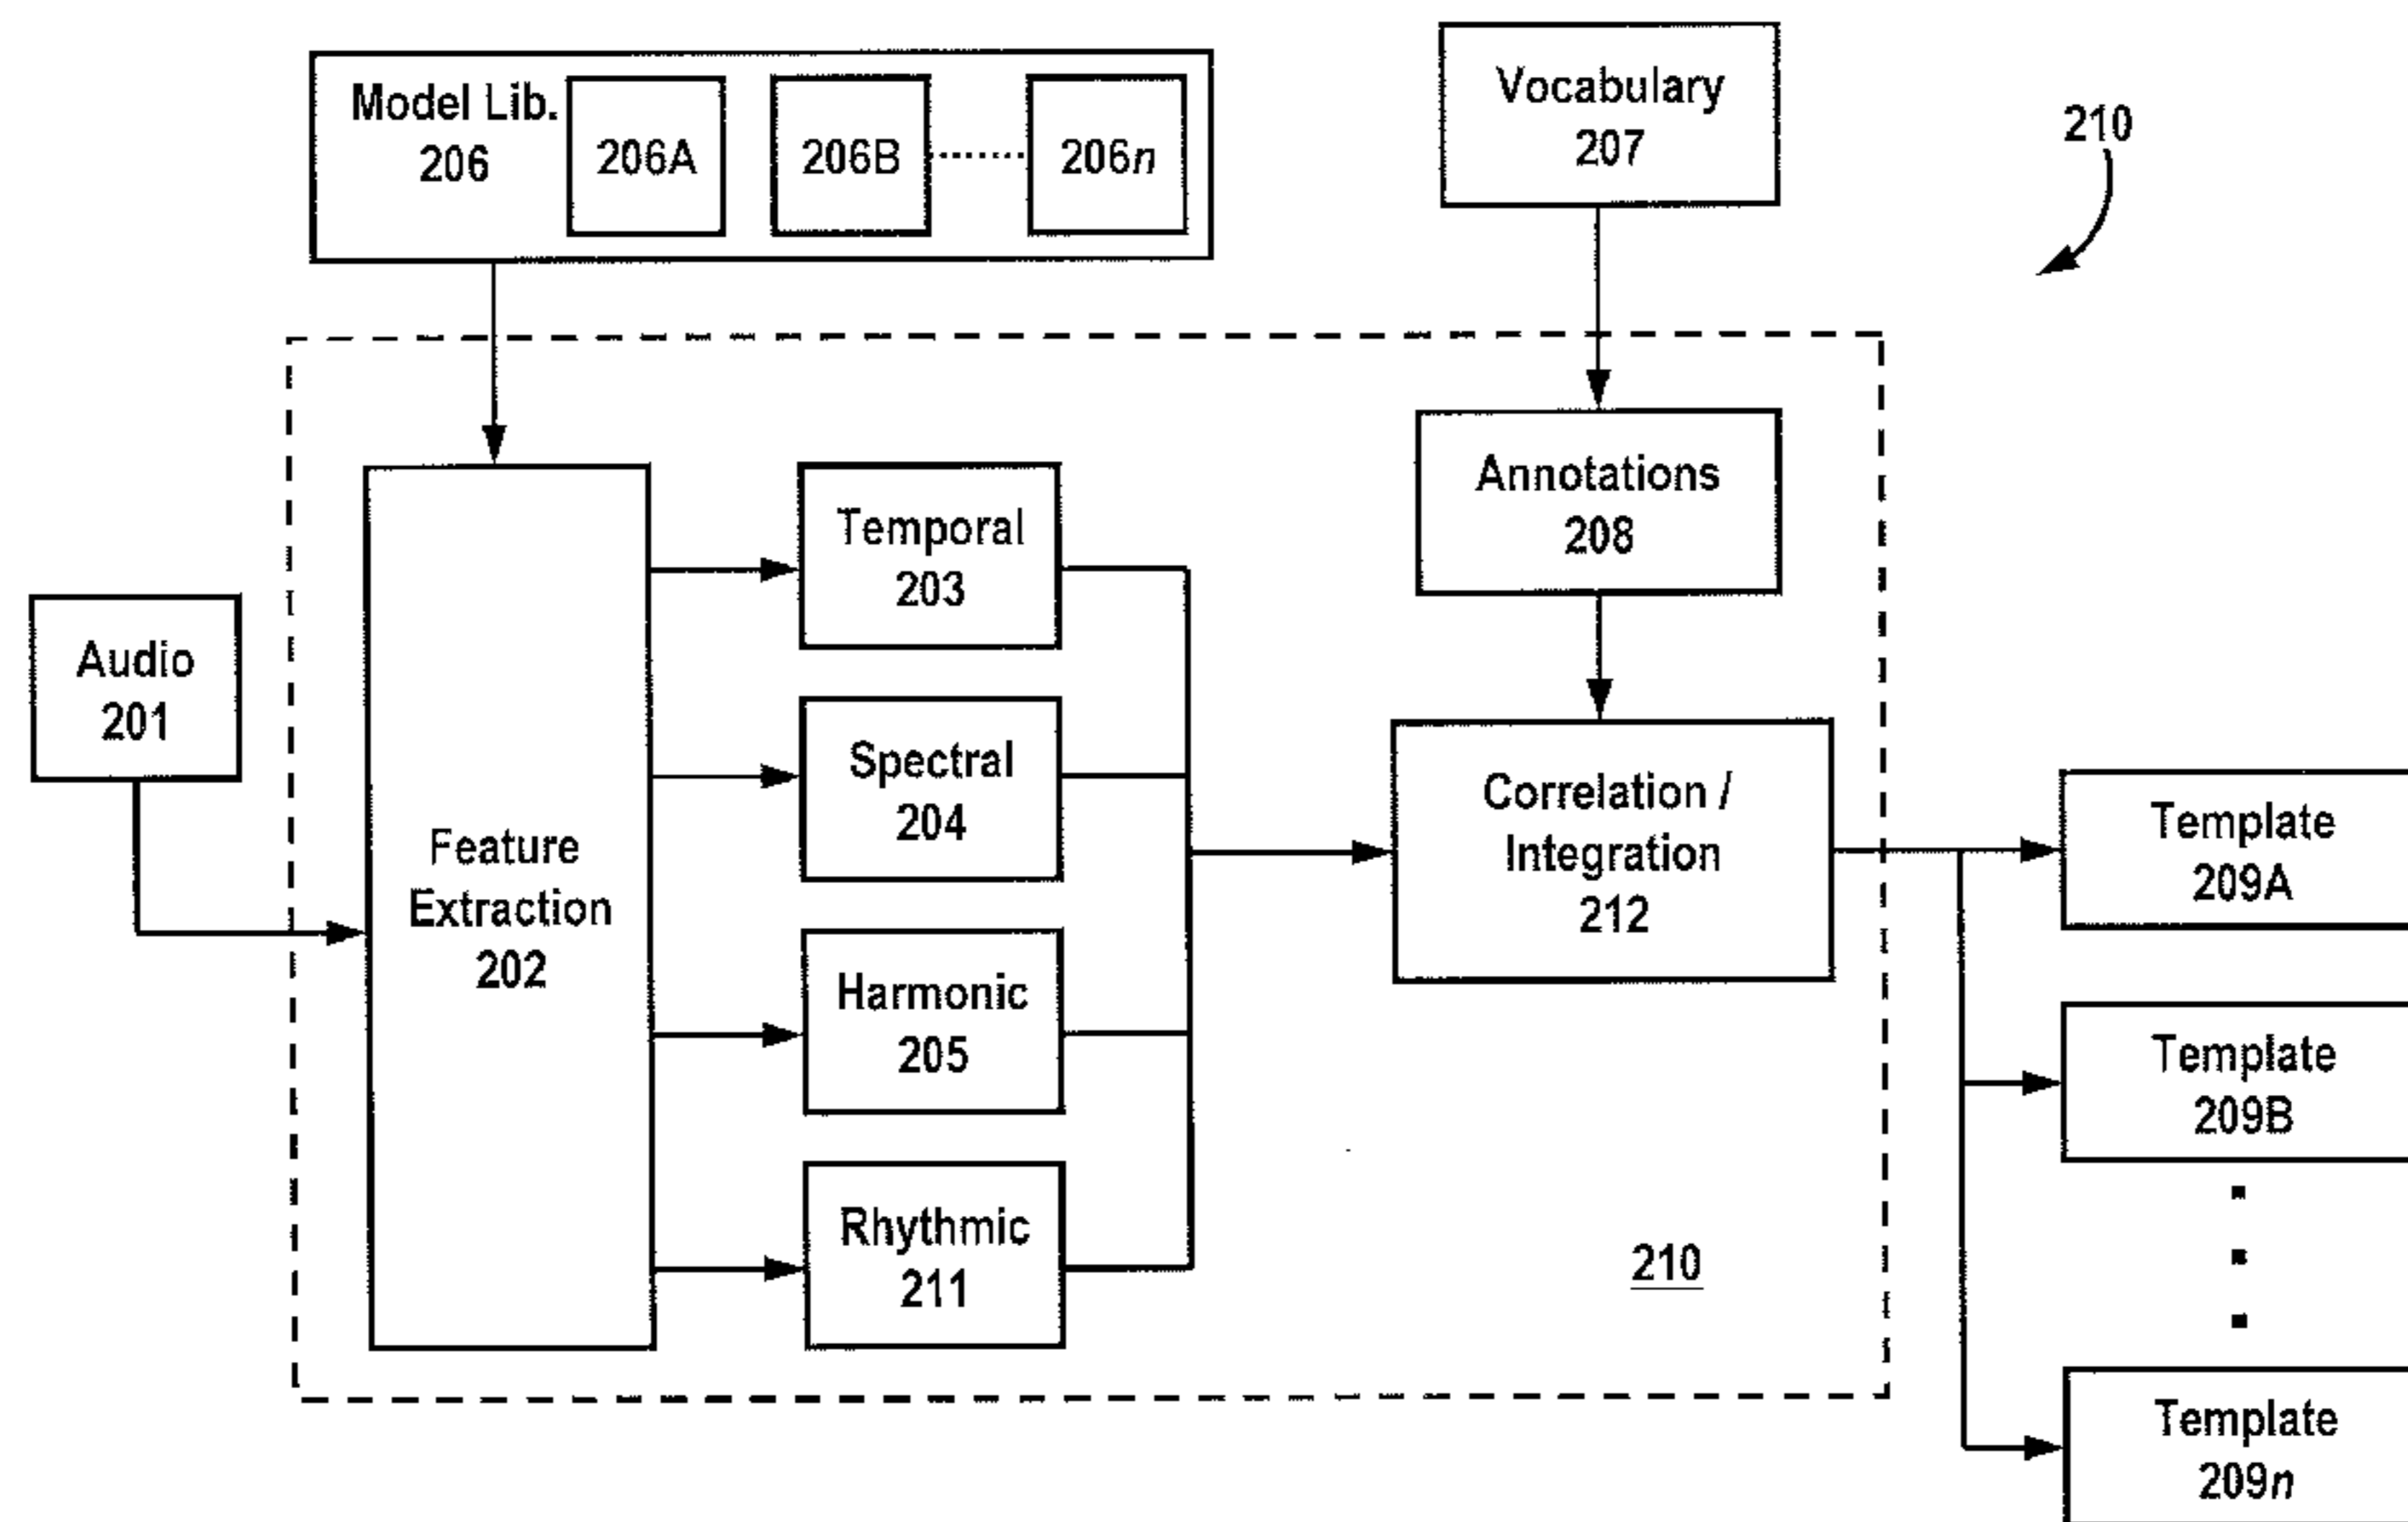 Model Lib.
206
206A
206B
206n
Vocabulary
207
210
Annotations
208
Audio
201
Feature
Extraction
202
Temporal
203
Spectral
204
Harmonic
205
Rhythmic
211
Correlation /
Integration
212
210
Template
209A
Template
209B
Template
209n